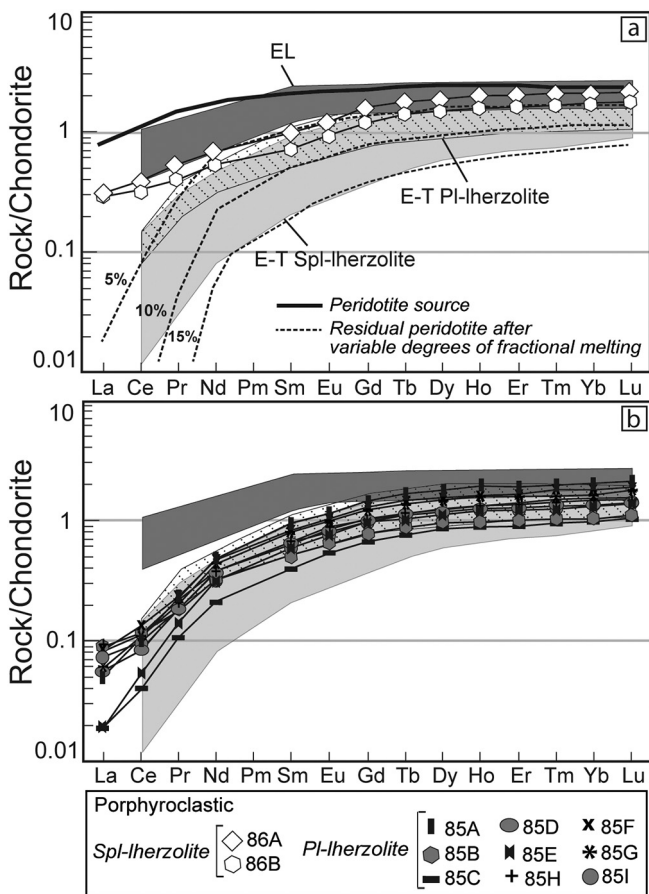 a
10
1
0.1
0.01
Rock/Chondorite
EL
E-T Pl-lherzolite
E-T Spl-lherzolite
5%
10%
15%
Peridotite source
Residual peridotite after
variable degrees of fractional melting
La Ce Pr Nd Pm Sm Eu Gd Tb Dy Ho Er Tm Yb Lu
b
10
1
0.1
0.01
Rock/Chondorite
La Ce Pr Nd Pm Sm Eu Gd Tb Dy Ho Er Tm Yb Lu
Porphyroclastic
Spl-lherzolite 86A 86B
Pl-lherzolite 85A 85D 85F
85B 85E 85G
85C 85H 85I